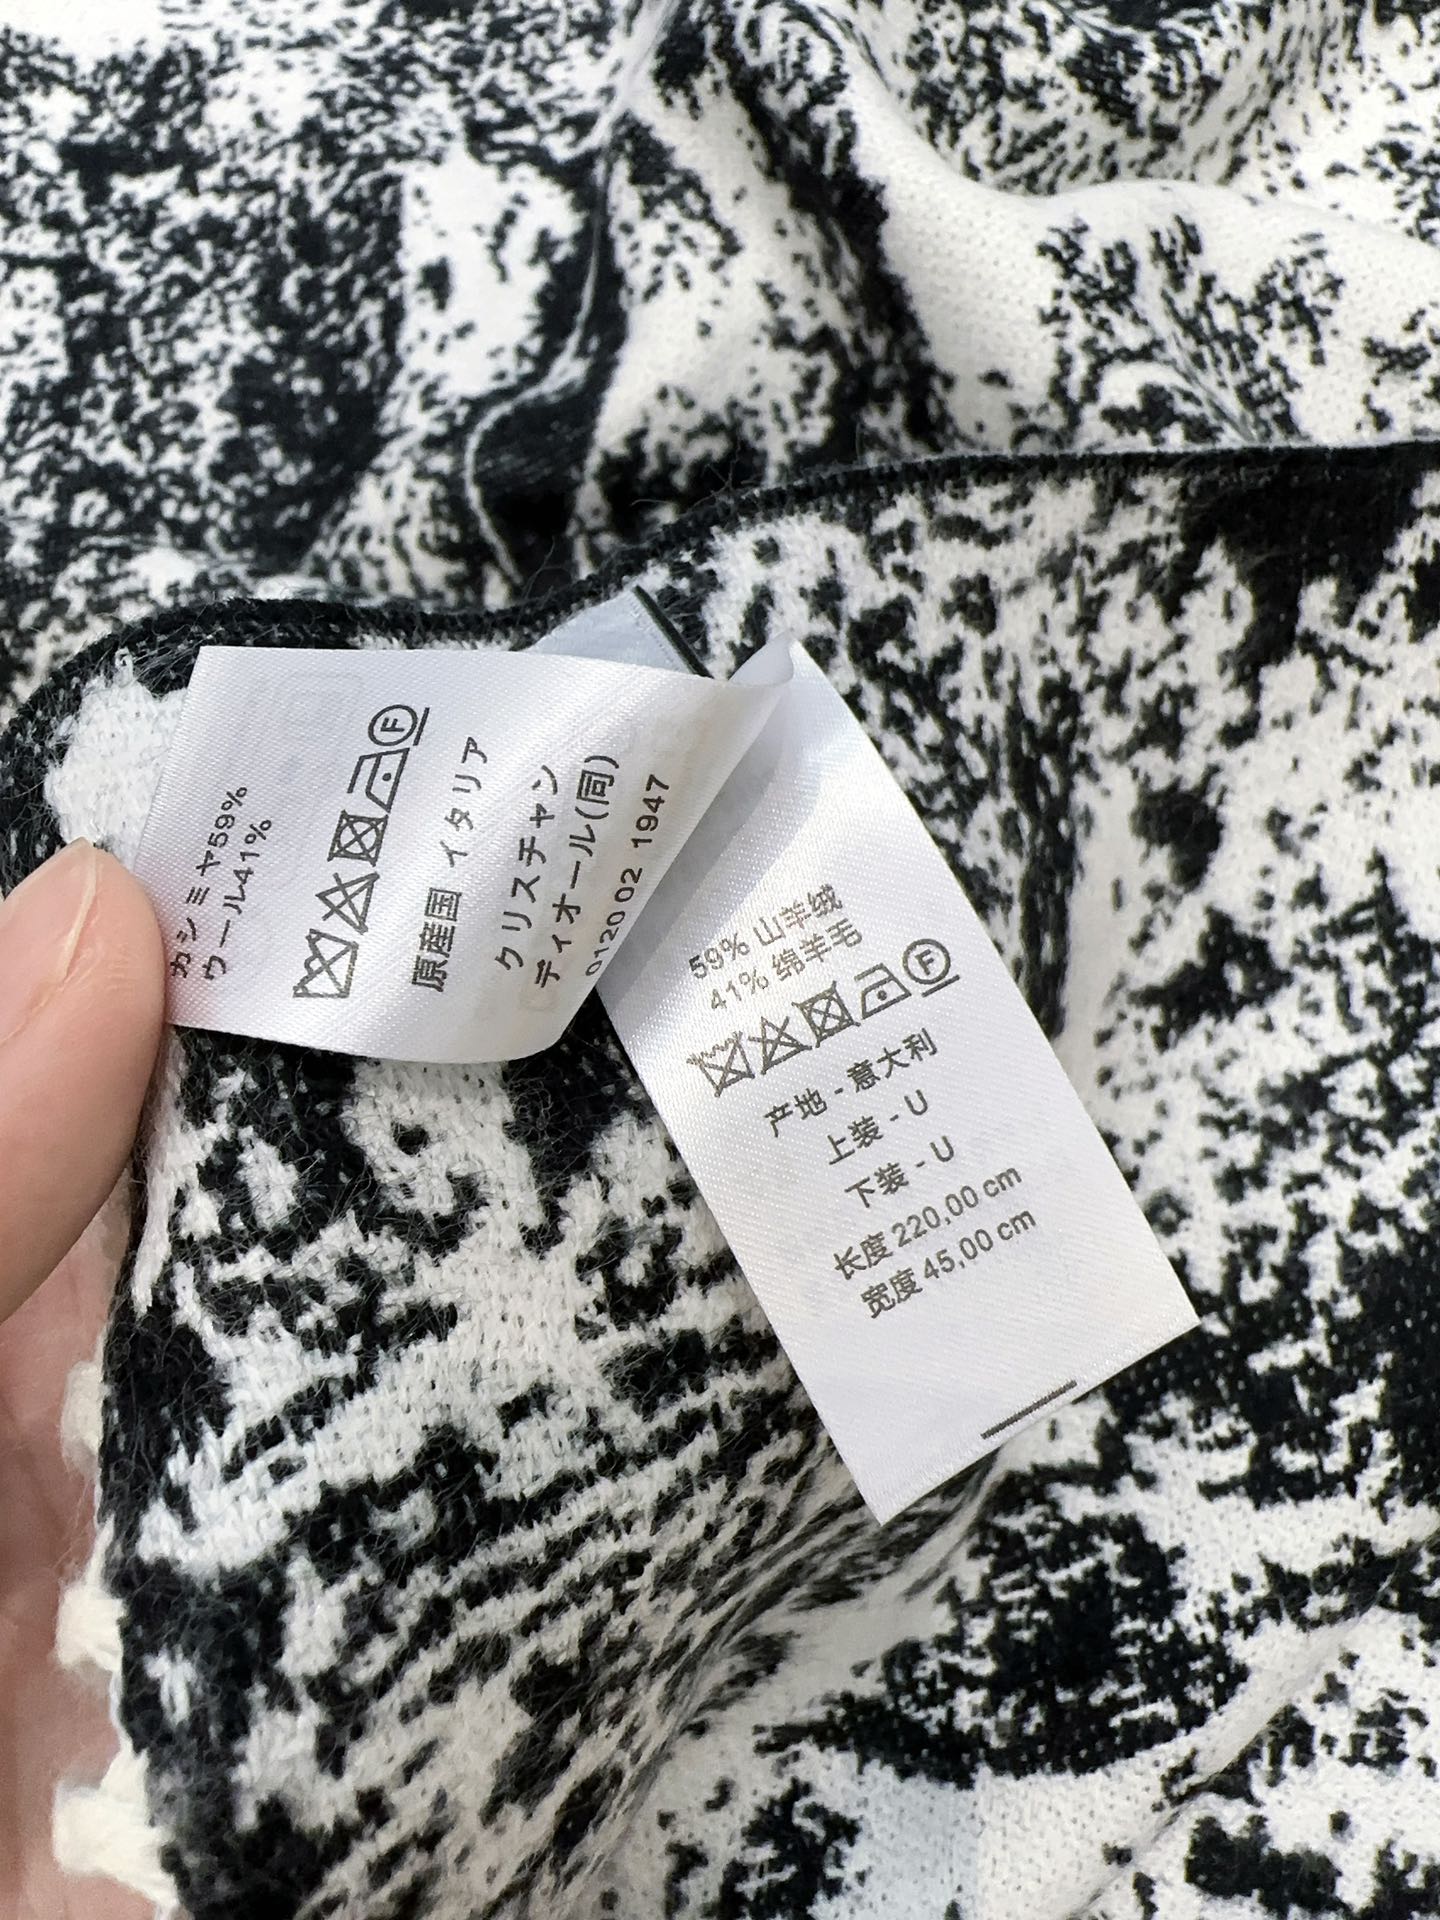 カシミヤ59%
ウール41%
F
原産国 イタリア
クリスチャン
ディオール(同)
0120 02 1947
59% 山羊绒
41% 绵羊毛
F
产地 - 意大利
上装 - U
下装 - U
长度 220,00 cm
宽度 45,00 cm